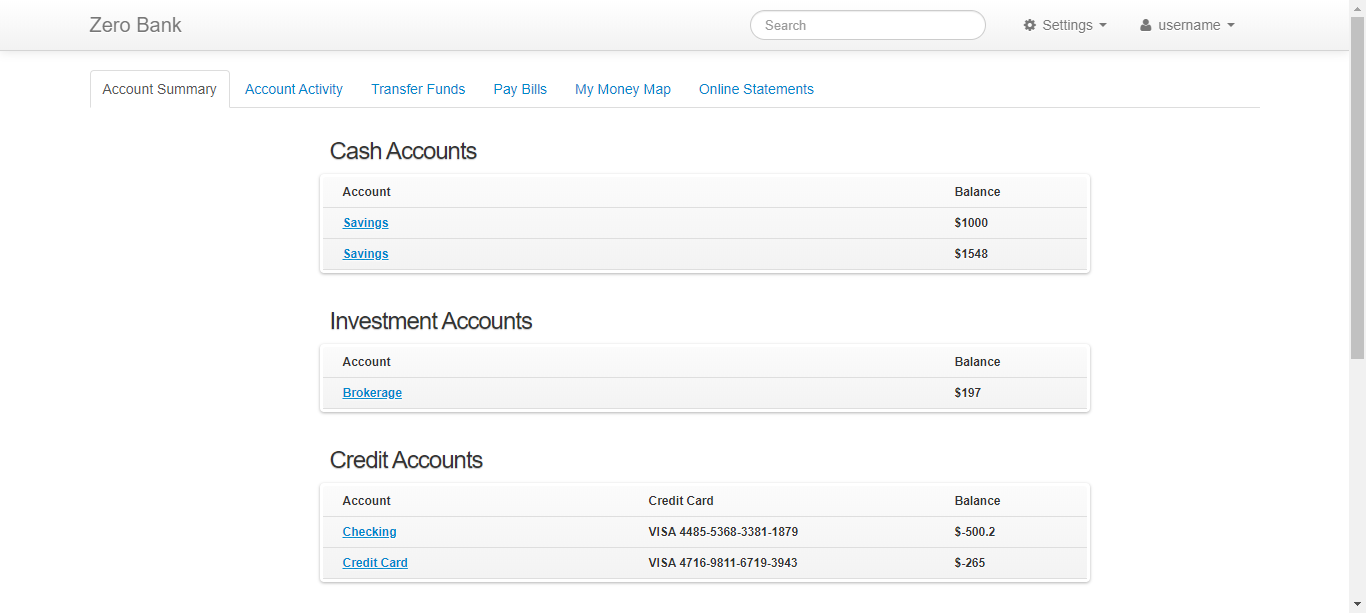 Zero Bank Search Settings username
Account Summary Account Activity Transfer Funds Pay Bills My Money Map Online Statements
Cash Accounts
Account Balance
Savings $1000
Savings $1548
Investment Accounts
Account Balance
Brokerage $197
Credit Accounts
Account Credit Card Balance
Checking VISA 4485-5368-3381-1879 $-500.2
Credit Card VISA 4716-9811-6719-3943 $-265